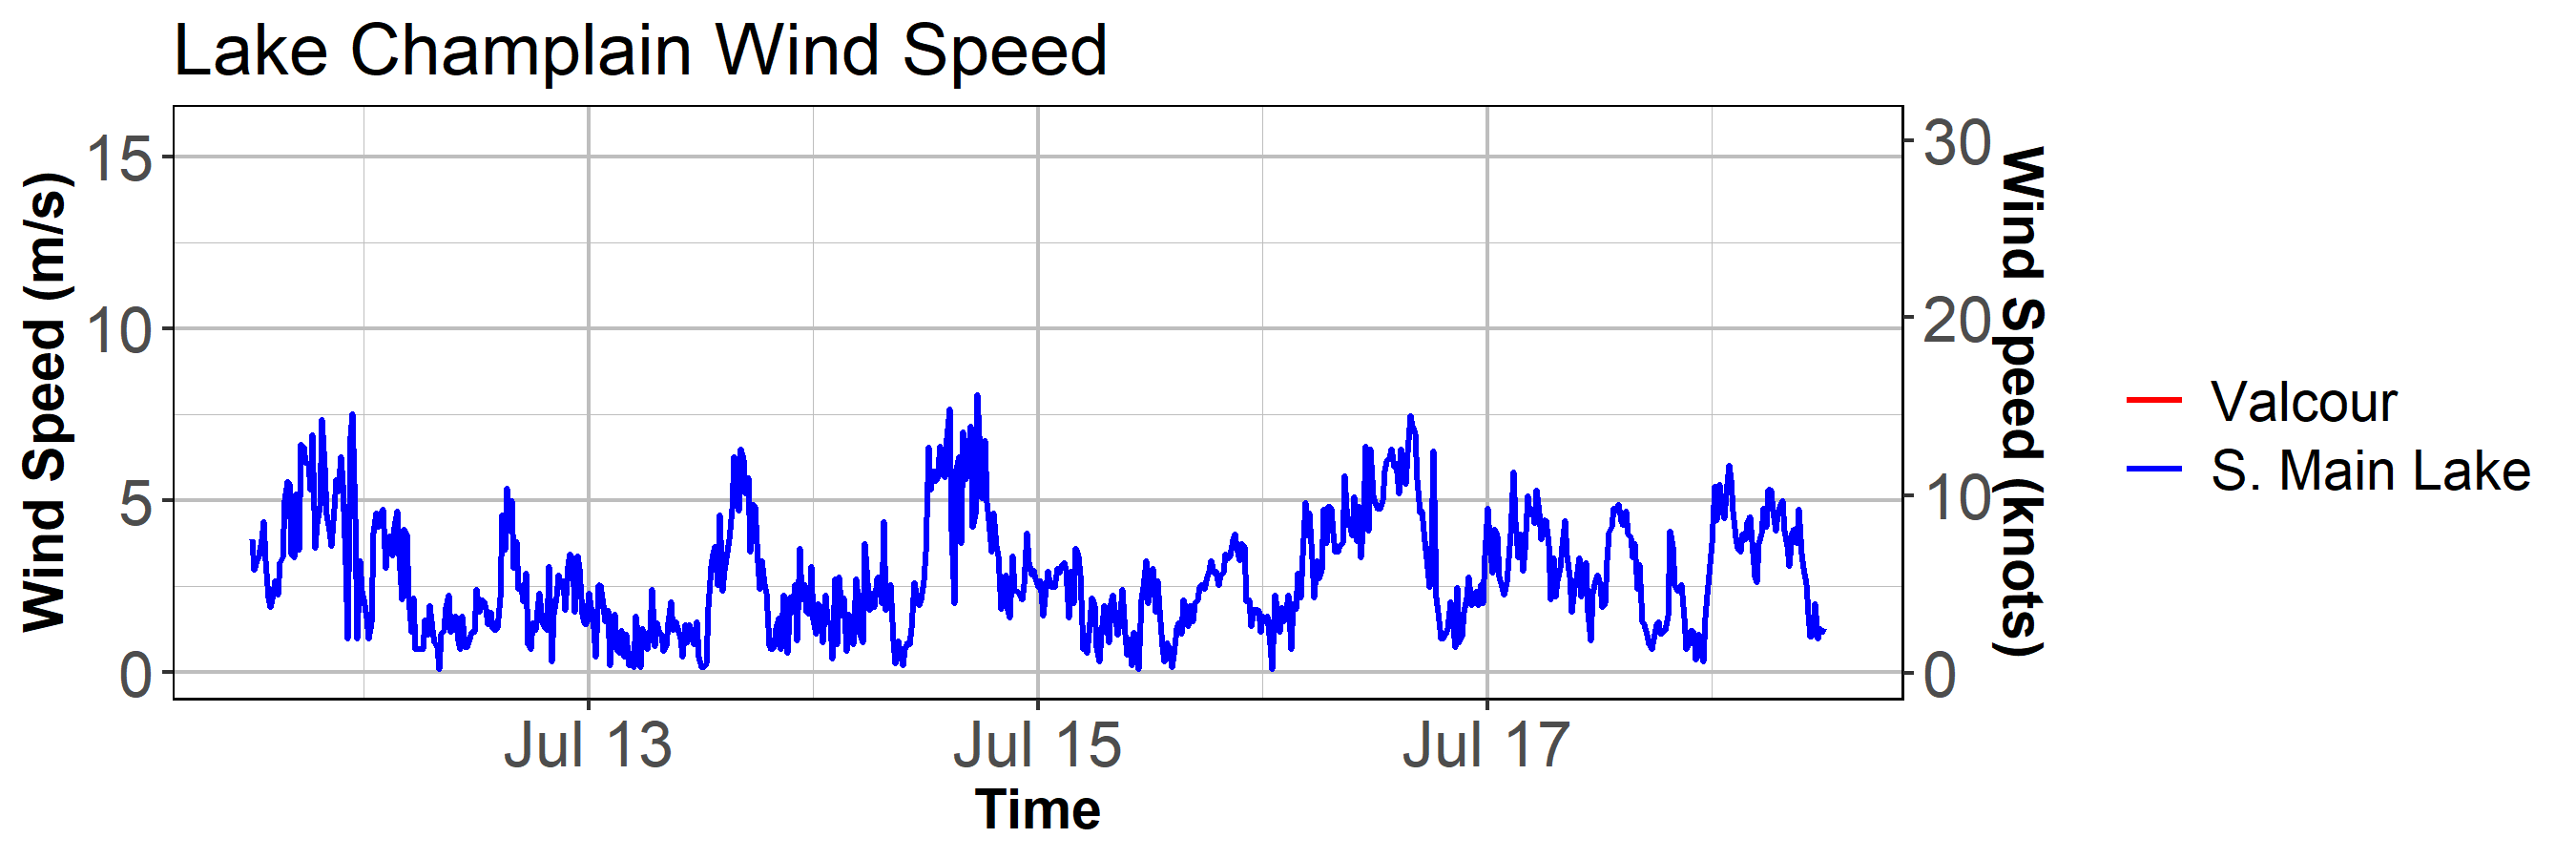 Lake Champlain Wind Speed
Wind Speed (m/s)
15
10
5
0
30
20
10
0
Wind Speed (knots)
Jul 13
Jul 15
Jul 17
Time
Valcour
S. Main Lake